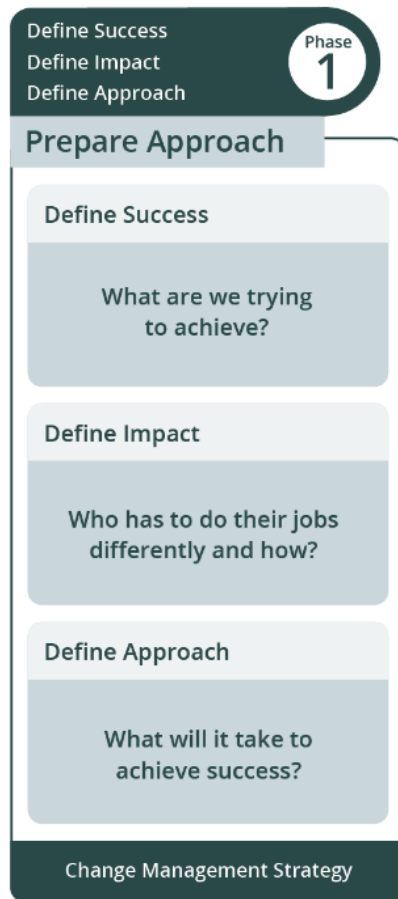 Define Success
Define Impact
Define Approach
Phase
1
Prepare Approach
Define Success
What are we trying
to achieve?
Define Impact
Who has to do their jobs
differently and how?
Define Approach
What will it take to
achieve success?
Change Management Strategy